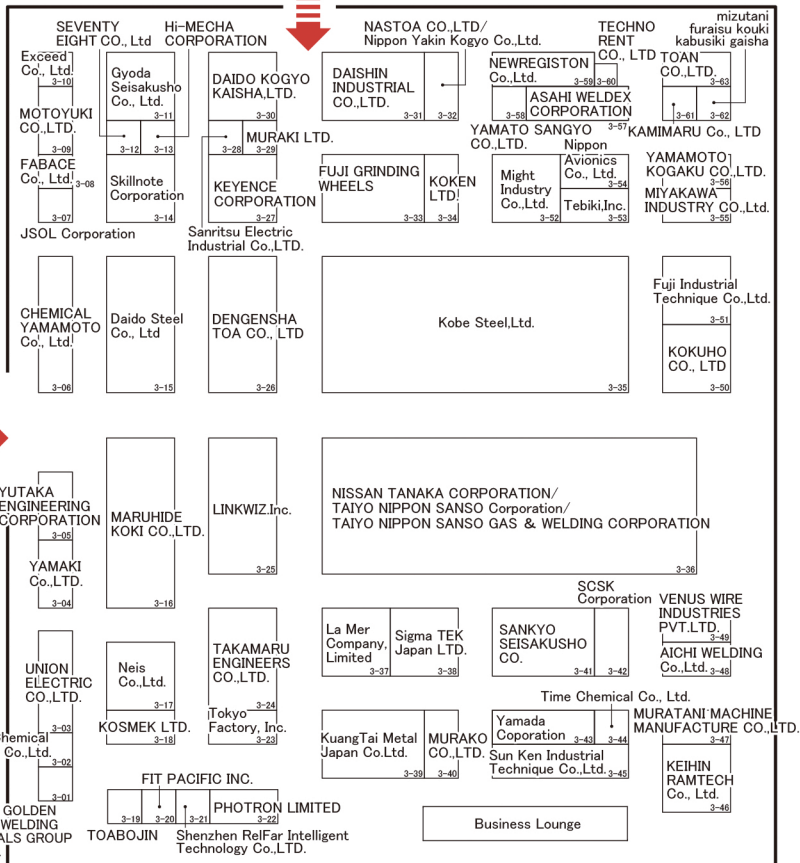 SEVENTY
EIGHT CO., Ltd
Hi-MECHA
CORPORATION
NASTOA CO.,LTD/
Nippon Yakin Kogyo Co.,Ltd.
TECHNO
RENT
CO., LTD
mizutani
furaisu kouki
kabusiki gaisha
Exceed
Co., Ltd.
3-10
Gyoda
Seisakusho
Co., Ltd.
3-11
DAIDO KOGYO
KAISHA,LTD.
3-30
DAISHIN
INDUSTRIAL
CO.,LTD.
3-31
3-32
NEWREGISTON
Co.,Ltd.
3-59
3-60
TOAN
CO.,LTD.
3-63
3-58
ASAHI WELDEX
CORPORATION
3-57
3-61
3-62
KAMIMARU Co., LTD
MOTOYUKI
CO.,LTD.
3-09
3-12
3-13
3-28
MURAKI LTD.
3-29
YAMATO SANGYO
CO.,LTD.
FABACE
Co., Ltd.
3-08
Skillnote
Corporation
3-14
KEYENCE
CORPORATION
3-27
FUJI GRINDING
WHEELS
3-33
KOKEN
LTD.
3-34
Might
Industry
Co.,Ltd.
3-52
Nippon
Avionics
Co., Ltd.
3-54
Tebiki,Inc.
3-53
YAMAMOTO
KOGAKU CO.,LTD.
3-56
MIYAKAWA
INDUSTRY CO.,Ltd.
3-55
3-07
JSOL Corporation
Sanritsu Electric
Industrial Co.,LTD.
CHEMICAL
YAMAMOTO
Co., Ltd.
3-06
Daido Steel
Co., Ltd
3-15
DENGENSHA
TOA CO., LTD
3-26
Kobe Steel,Ltd.
3-35
Fuji Industrial
Technique Co.,Ltd.
3-51
KOKUHO
CO., LTD
3-50
YUTAKA
ENGINEERING
CORPORATION
3-05
YAMAKI
Co.,LTD.
3-04
MARUHIDE
KOKI CO.,LTD.
3-16
LINKWIZ.Inc.
3-25
NISSAN TANAKA CORPORATION/
TAIYO NIPPON SANSO Corporation/
TAIYO NIPPON SANSO GAS & WELDING CORPORATION
3-36
UNION
ELECTRIC
CO.,LTD.
3-03
Neis
Co.,Ltd.
3-17
KOSMEK LTD.
3-18
TAKAMARU
ENGINEERS
CO.,LTD.
3-24
Tokyo
Factory, Inc.
3-23
La Mer
Company,
Limited
3-37
Sigma TEK
Japan LTD.
3-38
SANKYO
SEISAKUSHO
CO.
3-41
SCSK
Corporation
3-42
VENUS WIRE
INDUSTRIES
PVT.LTD.
3-49
AICHI WELDING
Co.,Ltd.
3-48
hemical
Co.,Ltd.
3-02
3-01
KuangTai Metal
Japan Co.Ltd.
3-39
MURAKO
CO.,LTD.
3-40
Time Chemical Co., Ltd.
Yamada
Coporation
3-43
3-44
Sun Ken Industrial
Technique Co.,Ltd.
3-45
MURATANI MACHINE
MANUFACTURE CO.,LTD.
3-47
KEIHIN
RAMTECH
Co., Ltd.
3-46
GOLDEN
WELDING
ALS GROUP
FIT PACIFIC INC.
3-19
3-20
3-21
PHOTRON LIMITED
3-22
TOABOJIN
Shenzhen RelFar Intelligent
Technology Co.,LTD.
Business Lounge